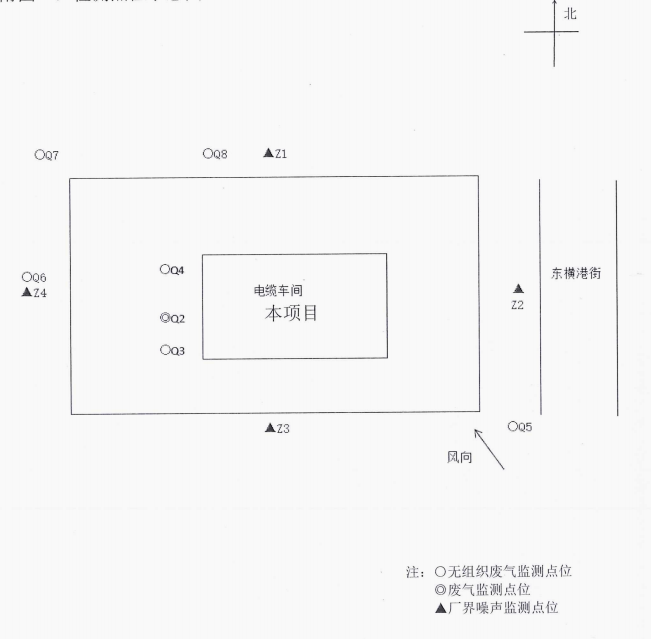 北
○Q7
○Q8 ▲Z1
○Q6
▲Z4
○Q4
电缆车间
本项目
◎Q2
○Q3
▲
Z2
东横港街
▲Z3
○Q5
风向
注：○无组织废气监测点位
◎废气监测点位
▲厂界噪声监测点位